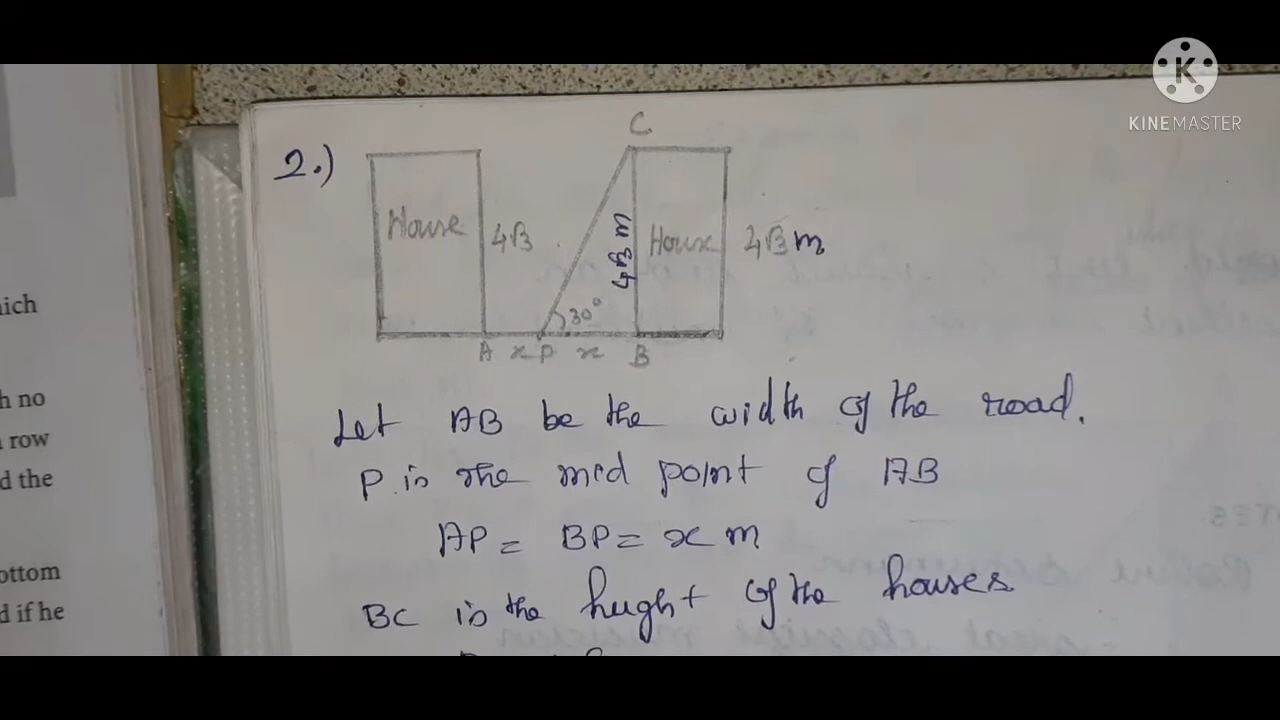 KINEMASTER
2.)
C
House
4√3
4√3 m
House
4√3 m
30°
A x P x B
Let AB be the width of the road.
P is the mid point of AB
AP = BP = x m
BC is the hught of the houses
ich
h no
row
d the
ottom
d if he